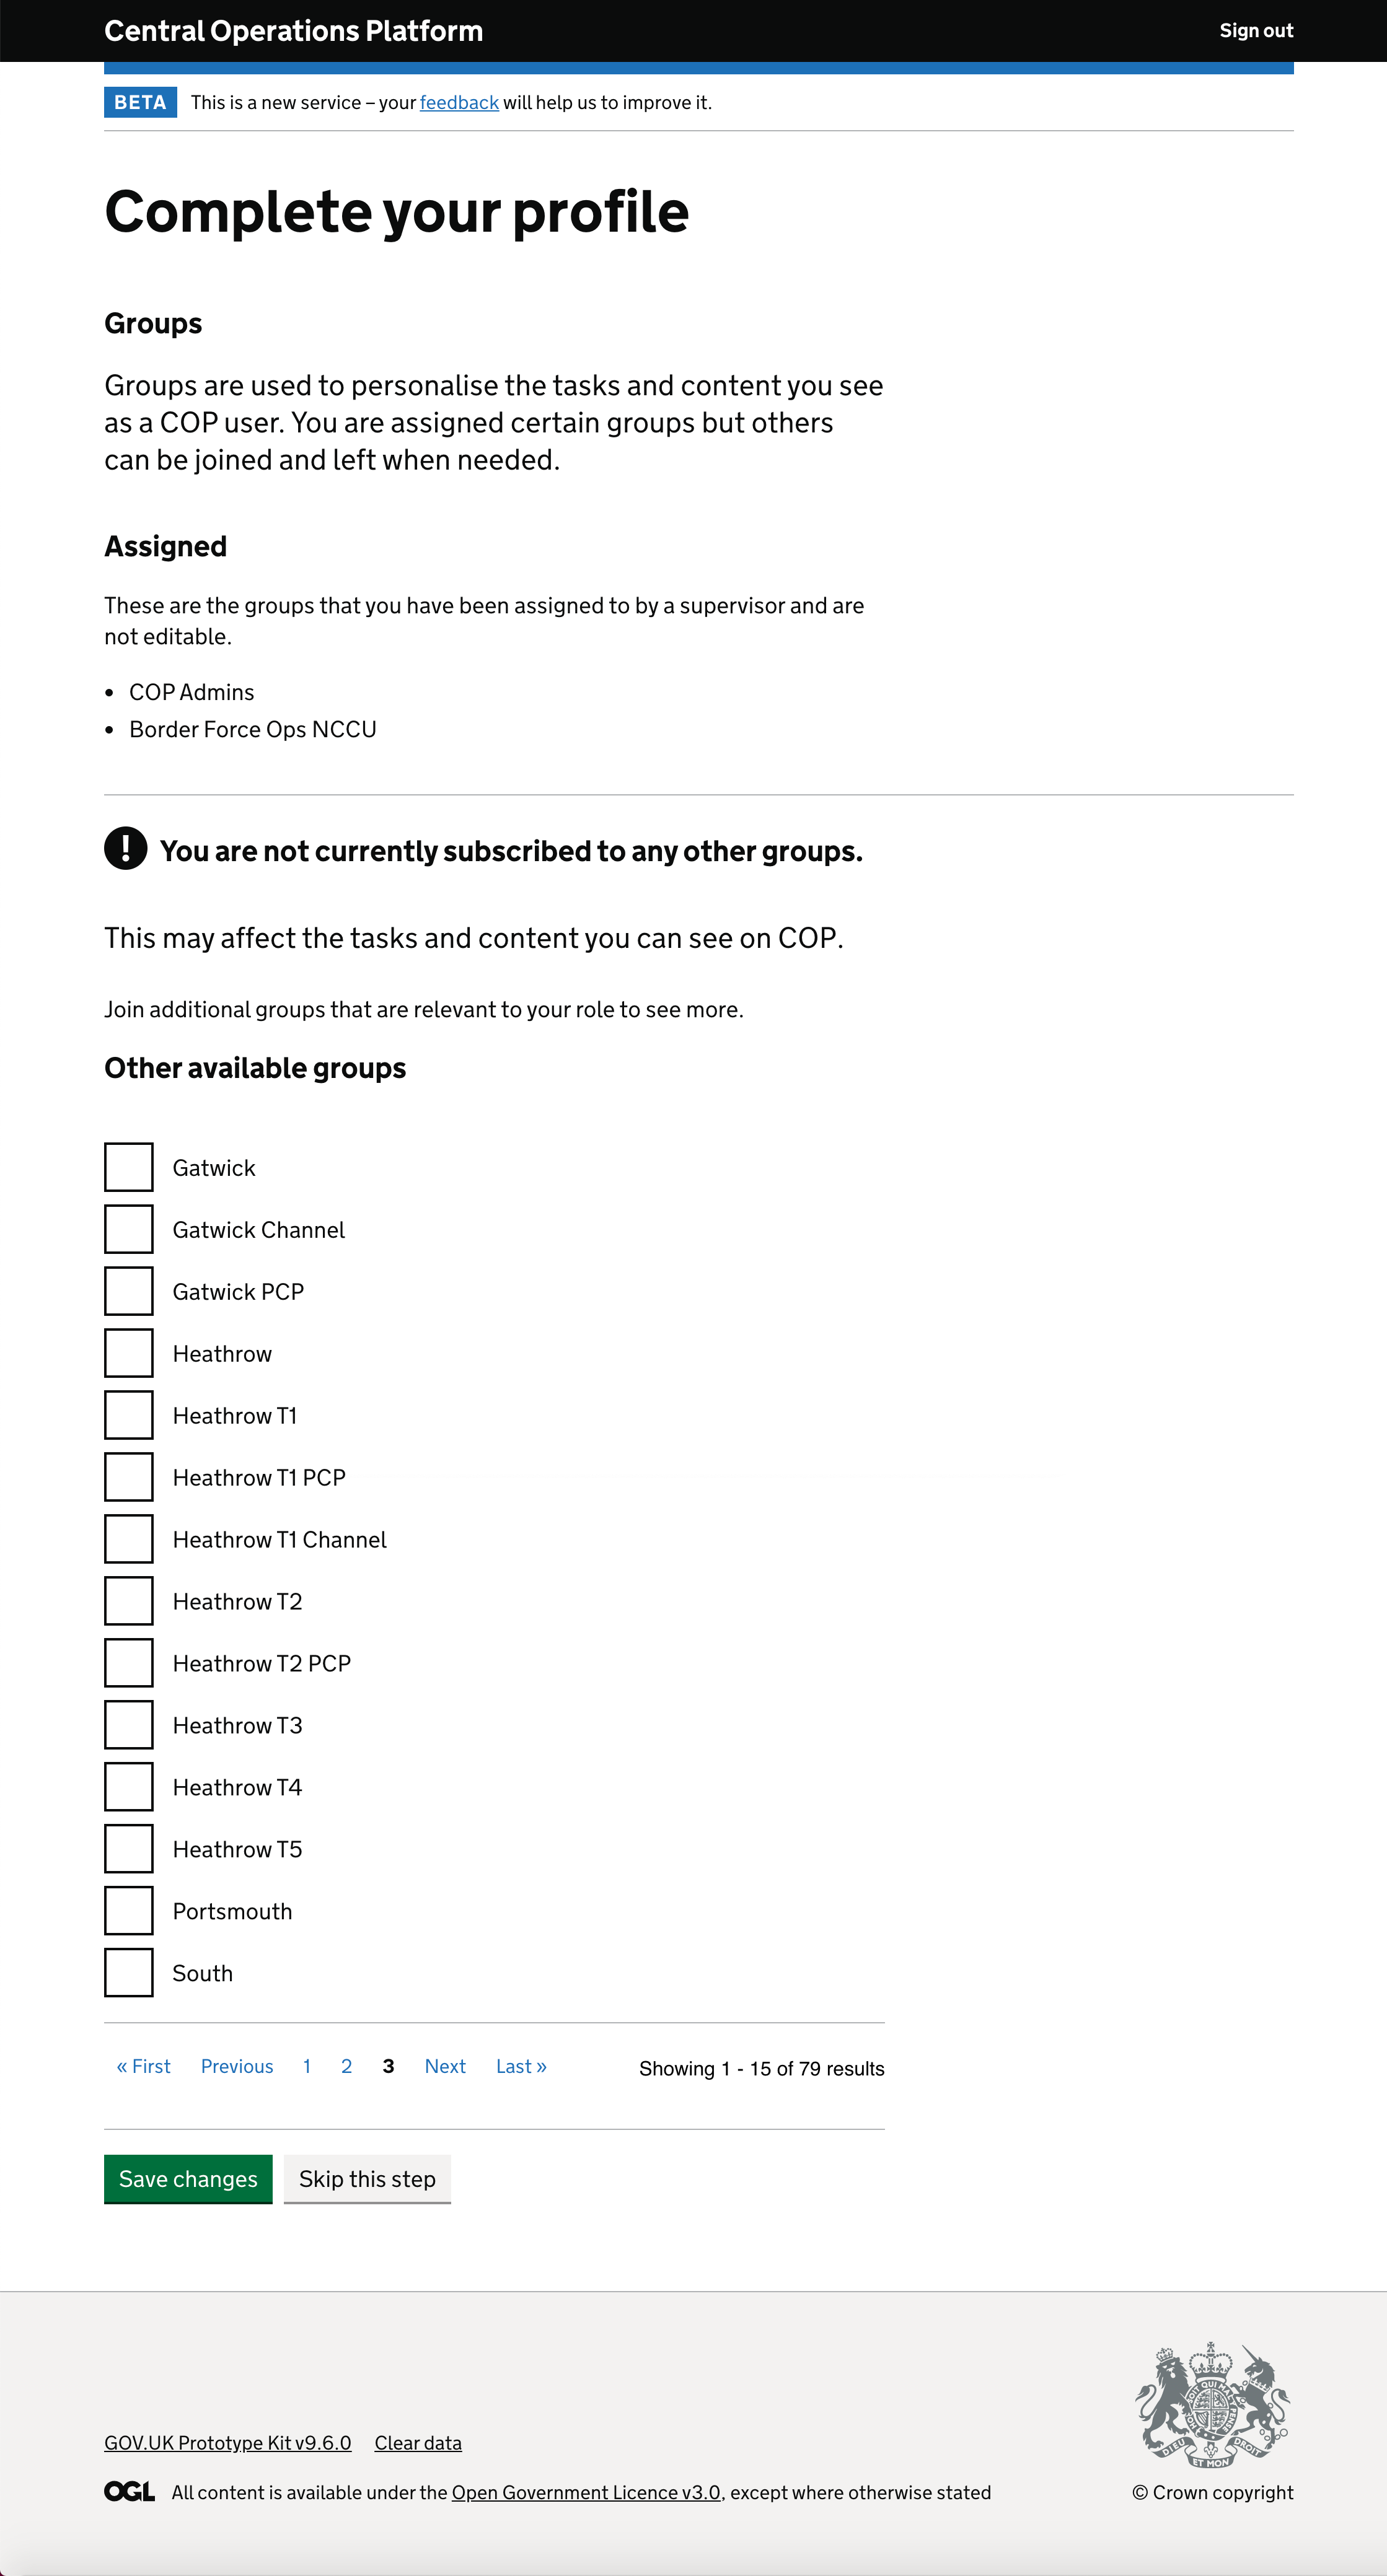 Central Operations Platform
Sign out
BETA This is a new service – your feedback will help us to improve it.
Complete your profile
Groups
Groups are used to personalise the tasks and content you see
as a COP user. You are assigned certain groups but others
can be joined and left when needed.
Assigned
These are the groups that you have been assigned to by a supervisor and are
not editable.
• COP Admins
• Border Force Ops NCCU
! You are not currently subscribed to any other groups.
This may affect the tasks and content you can see on COP.
Join additional groups that are relevant to your role to see more.
Other available groups
Gatwick
Gatwick Channel
Gatwick PCP
Heathrow
Heathrow T1
Heathrow T1 PCP
Heathrow T1 Channel
Heathrow T2
Heathrow T2 PCP
Heathrow T3
Heathrow T4
Heathrow T5
Portsmouth
South
« First Previous 1 2 3 Next Last » Showing 1 - 15 of 79 results
Save changes Skip this step
GOV.UK Prototype Kit v9.6.0 Clear data
OGL All content is available under the Open Government Licence v3.0, except where otherwise stated
DIEU ET MON DROIT
© Crown copyright